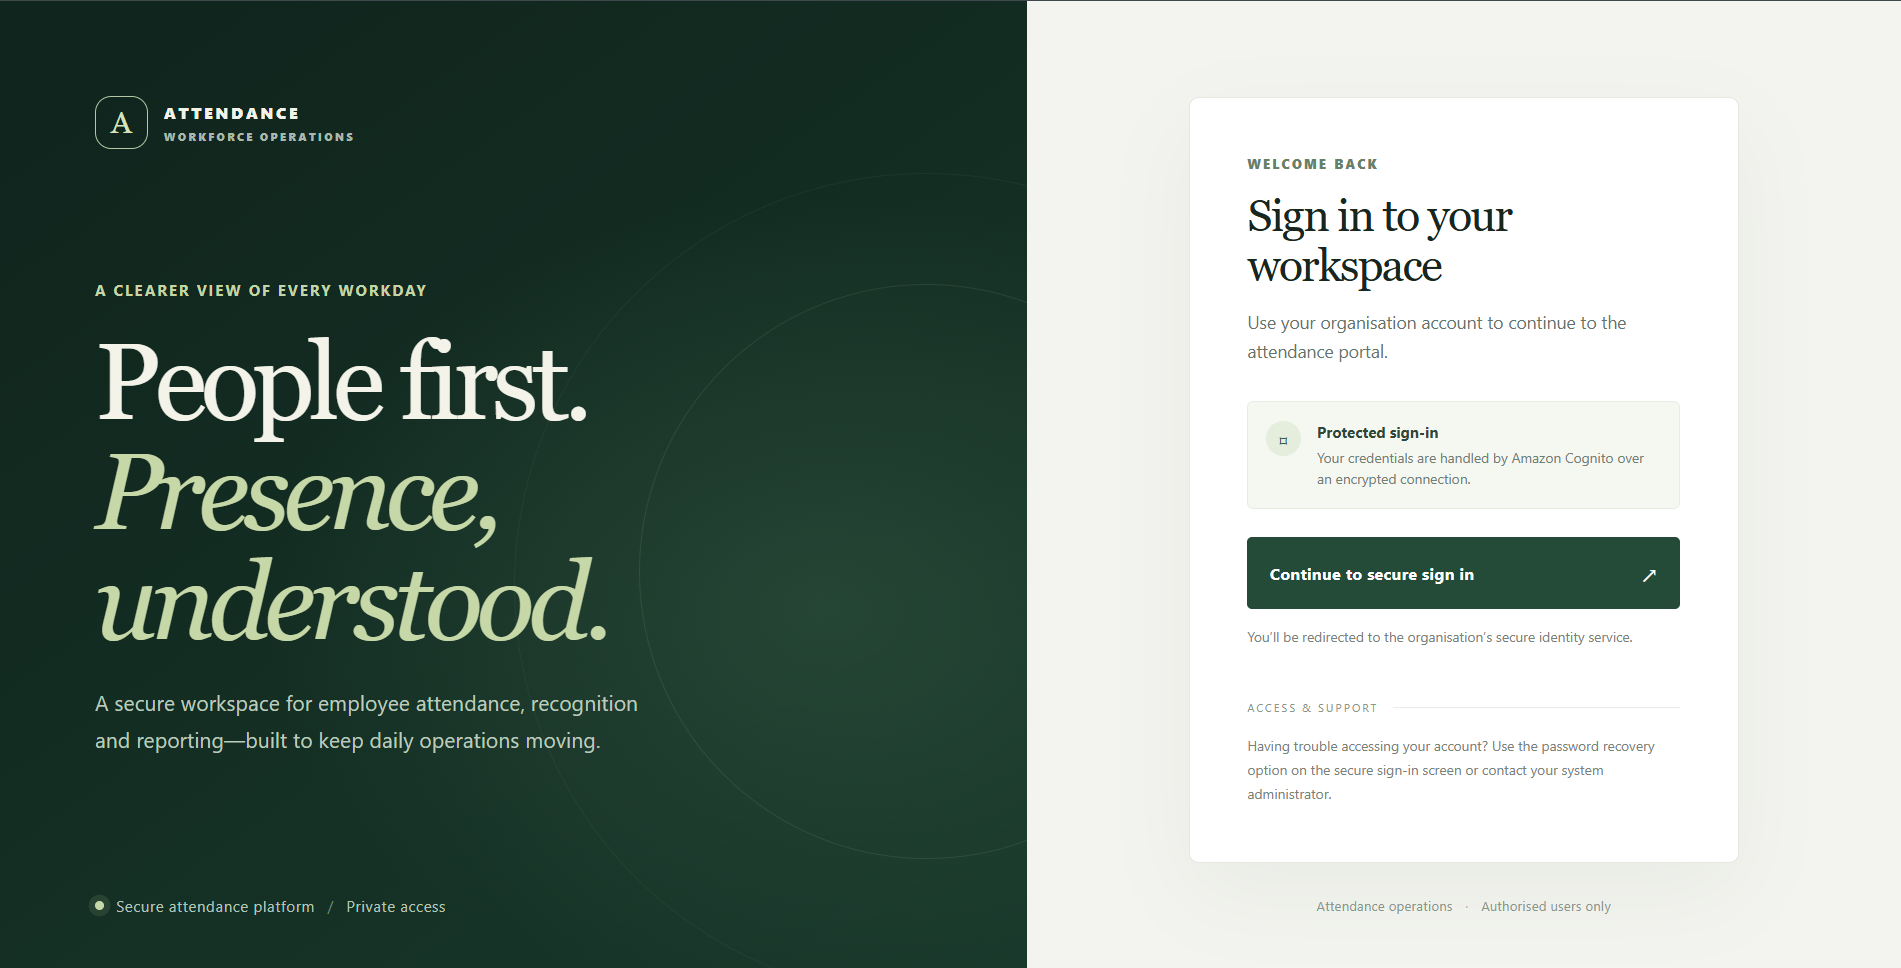 A
ATTENDANCE
WORKFORCE OPERATIONS
A CLEARER VIEW OF EVERY WORKDAY
People first.
Presence,
understood.
A secure workspace for employee attendance, recognition
and reporting—built to keep daily operations moving.
Secure attendance platform / Private access
WELCOME BACK
Sign in to your
workspace
Use your organisation account to continue to the
attendance portal.
Protected sign-in
Your credentials are handled by Amazon Cognito over
an encrypted connection.
Continue to secure sign in ↗
You’ll be redirected to the organisation’s secure identity service.
ACCESS & SUPPORT
Having trouble accessing your account? Use the password recovery
option on the secure sign-in screen or contact your system
administrator.
Attendance operations · Authorised users only